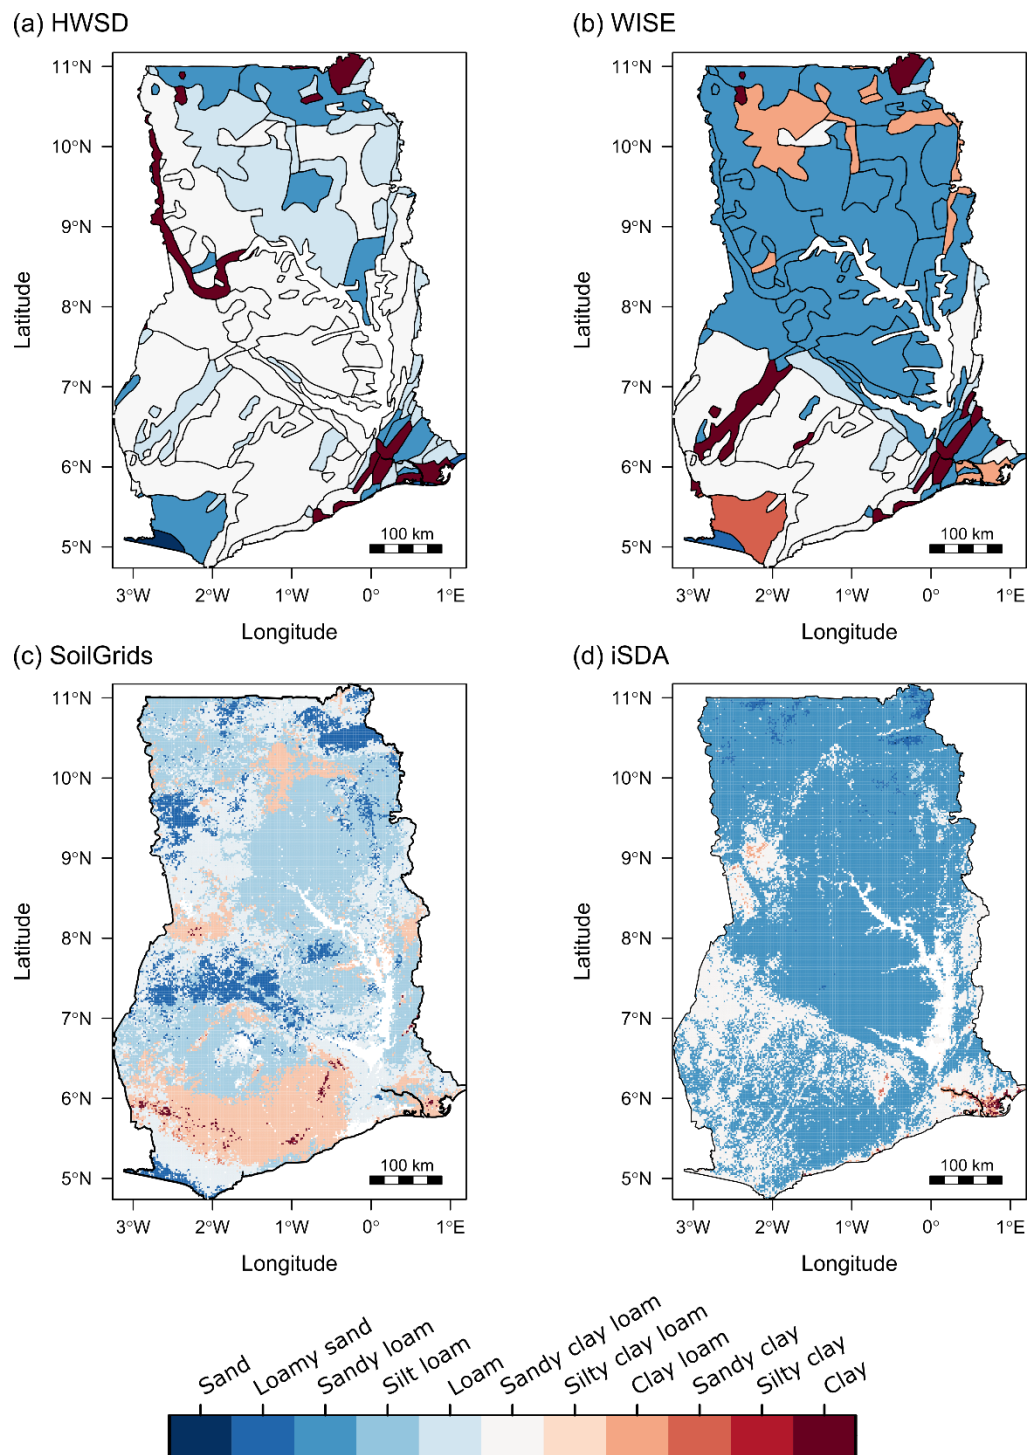 (a) HWSD
(b) WISE
11°N
10°N
9°N
8°N
7°N
6°N
5°N
Latitude
100 km
3°W 2°W 1°W 0° 1°E
Longitude
11°N
10°N
9°N
8°N
7°N
6°N
5°N
Latitude
100 km
3°W 2°W 1°W 0° 1°E
Longitude
(c) SoilGrids
(d) iSDA
11°N
10°N
9°N
8°N
7°N
6°N
5°N
Latitude
100 km
3°W 2°W 1°W 0° 1°E
Longitude
11°N
10°N
9°N
8°N
7°N
6°N
5°N
Latitude
100 km
3°W 2°W 1°W 0° 1°E
Longitude
Sand
Loamy sand
Sandy loam
Silt loam
Loam
Sandy clay loam
Silty clay loam
Clay loam
Sandy clay
Silty clay
Clay